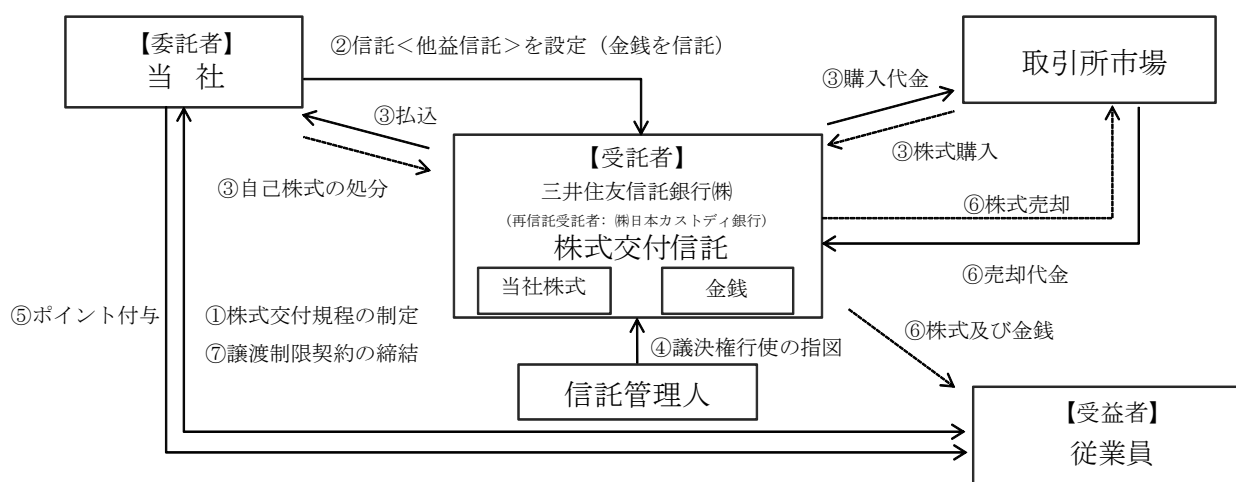 【委託者】
当 社
②信託<他益信託>を設定（金銭を信託）
取引所市場
③購入代金
③払込
【受託者】
③株式購入
③自己株式の処分
三井住友信託銀行㈱
(再信託受託者：㈱日本カストディ銀行)
⑥株式売却
株式交付信託
当社株式
金銭
⑥売却代金
⑤ポイント付与
①株式交付規程の制定
⑥株式及び金銭
⑦譲渡制限契約の締結
④議決権行使の指図
信託管理人
【受益者】
従業員